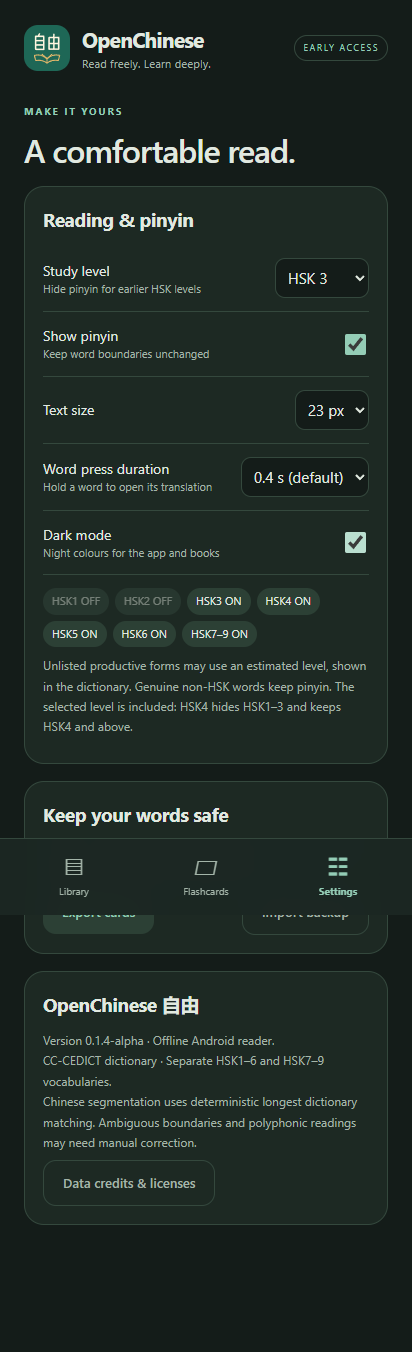 自由
OpenChinese
Read freely. Learn deeply.
EARLY ACCESS
MAKE IT YOURS
A comfortable read.
Reading & pinyin
Study level
Hide pinyin for earlier HSK levels
HSK 3
Show pinyin
Keep word boundaries unchanged
Text size
23 px
Word press duration
Hold a word to open its translation
0.4 s (default)
Dark mode
Night colours for the app and books
HSK1 OFF HSK2 OFF HSK3 ON HSK4 ON
HSK5 ON HSK6 ON HSK7–9 ON
Unlisted productive forms may use an estimated level, shown
in the dictionary. Genuine non-HSK words keep pinyin. The
selected level is included: HSK4 hides HSK1–3 and keeps
HSK4 and above.
Keep your words safe
Library Flashcards Settings
Export cards Import backup
OpenChinese 自由
Version 0.1.4-alpha · Offline Android reader.
CC-CEDICT dictionary · Separate HSK1–6 and HSK7–9
vocabularies.
Chinese segmentation uses deterministic longest dictionary
matching. Ambiguous boundaries and polyphonic readings
may need manual correction.
Data credits & licenses